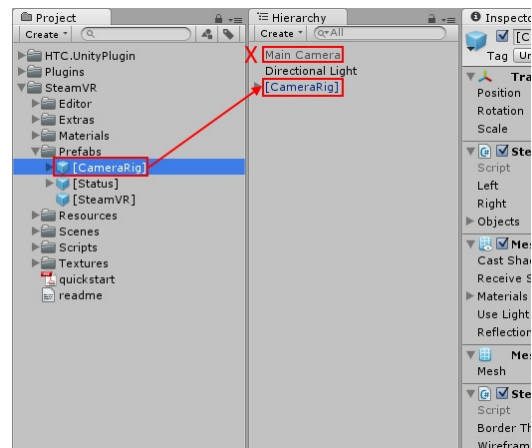 Project
Create
HTC.UnityPlugin
Plugins
SteamVR
Editor
Extras
Materials
Prefabs
[CameraRig]
[Status]
[SteamVR]
Resources
Scenes
Scripts
Textures
quickstart
readme
Hierarchy
Create
All
X Main Camera
Directional Light
[CameraRig]
Inspecto
[C
Tag Un
Tra
Position
Rotation
Scale
Ste
Script
Left
Right
Objects
Mes
Cast Shad
Receive S
Materials
Use Light
Reflection
Mes
Mesh
Ste
Script
Border Th
Wirefram